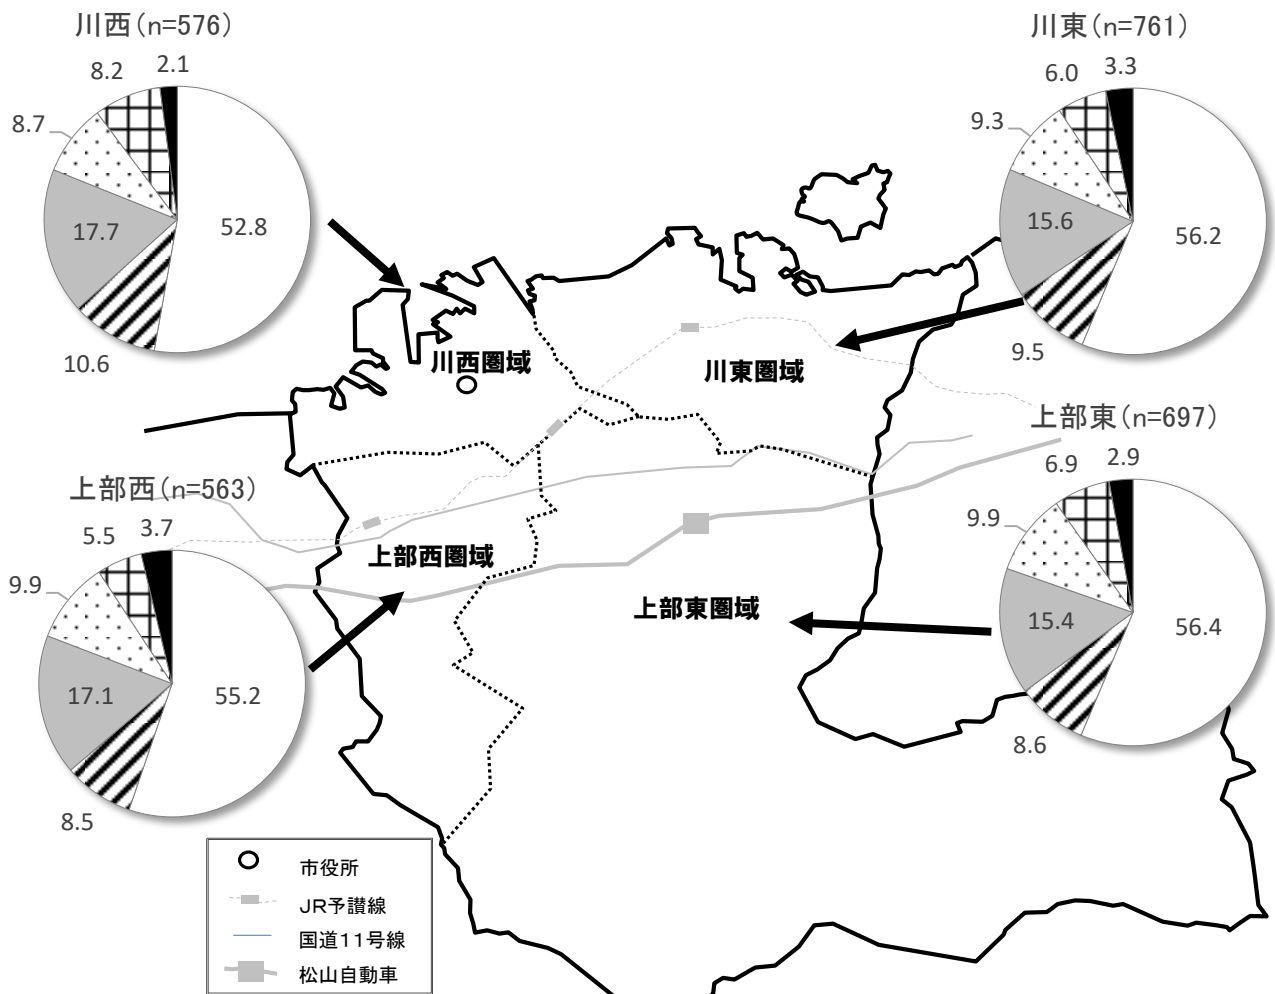 川西(n=576)
2.1
8.2
8.7
17.7
52.8
10.6
川東(n=761)
3.3
6.0
9.3
15.6
56.2
9.5
川西圏域
川東圏域
上部西(n=563)
3.7
5.5
9.9
17.1
55.2
8.5
上部東(n=697)
2.9
6.9
9.9
15.4
56.4
8.6
上部西圏域
上部東圏域
市役所
JR予讃線
国道11号線
松山自動車